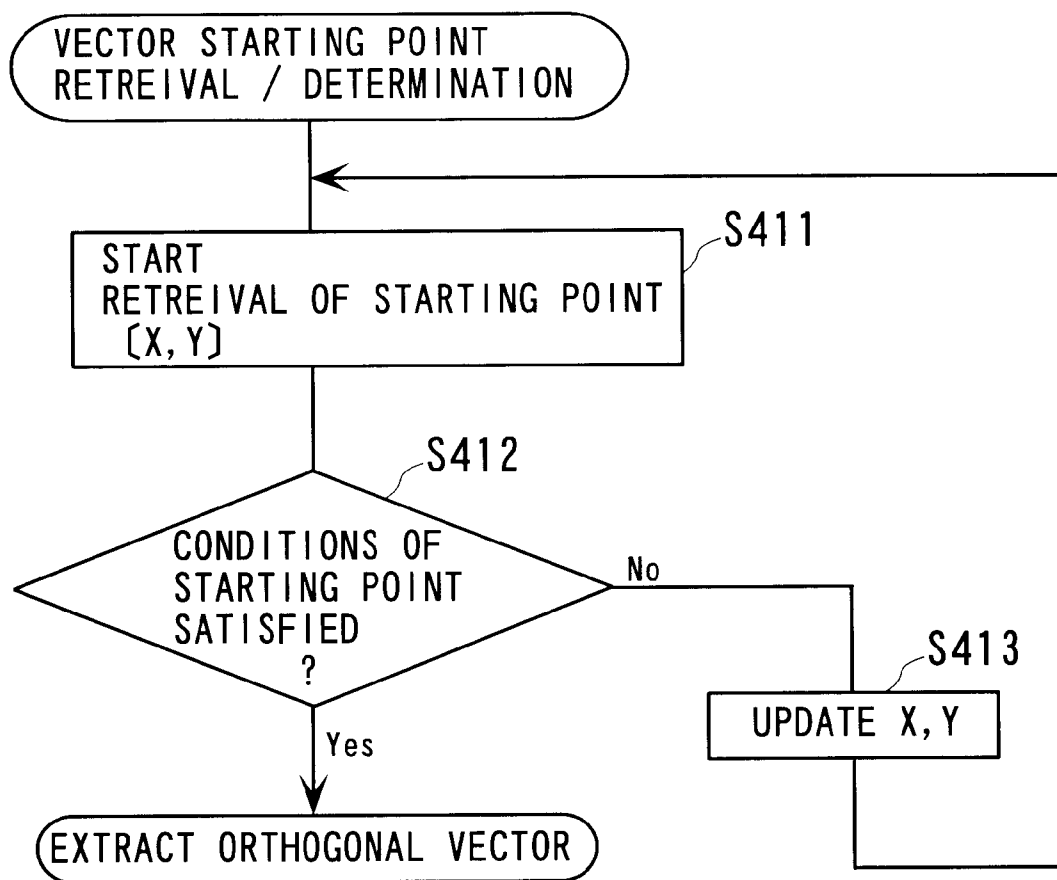 VECTOR STARTING POINT
RETREIVAL / DETERMINATION
S411
START
RETREIVAL OF STARTING POINT
[X,Y]
S412
CONDITIONS OF
STARTING POINT
SATISFIED
?
No
S413
UPDATE X,Y
Yes
EXTRACT ORTHOGONAL VECTOR